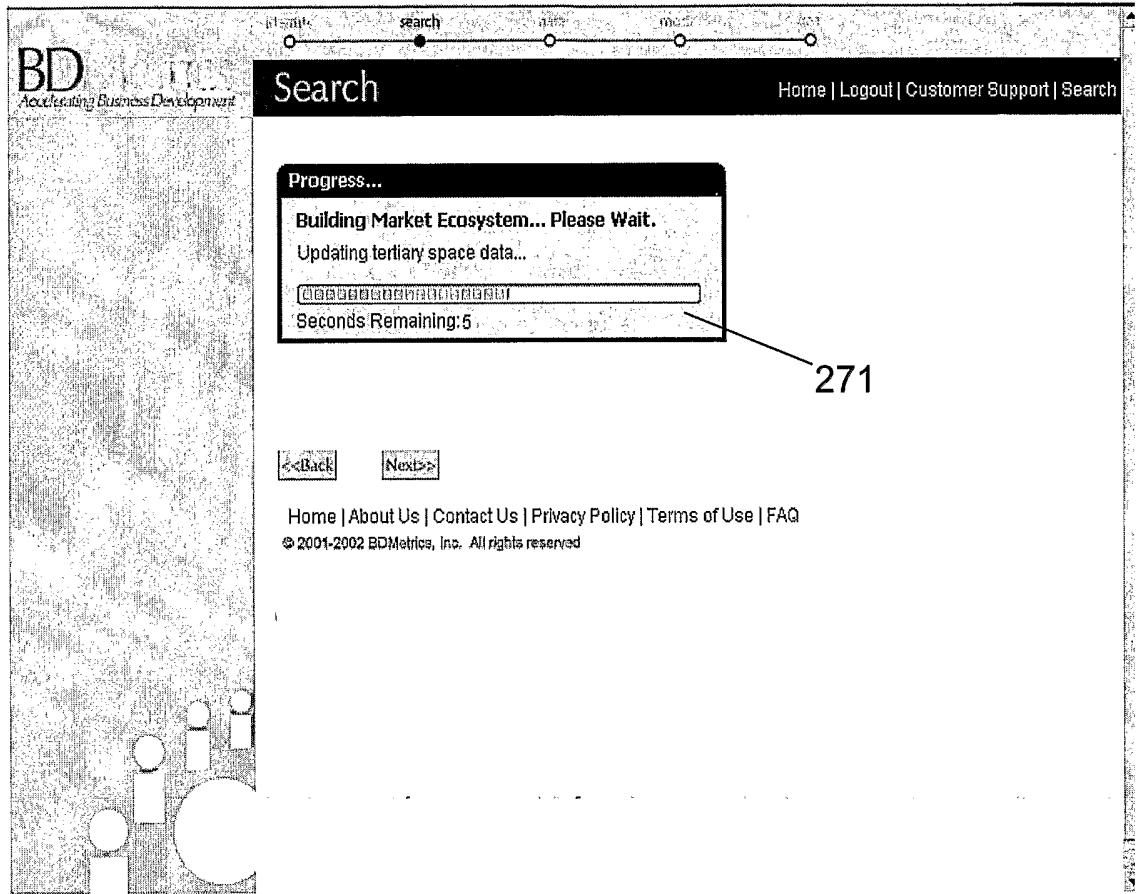 search
BD
Accelerating Business Development
Search
Home | Logout | Customer Support | Search
Progress...
Building Market Ecosystem... Please Wait.
Updating tertiary space data...
Seconds Remaining:5
271
<<Back Next>>
Home | About Us | Contact Us | Privacy Policy | Terms of Use | FAQ
© 2001-2002 BDMetrics, Inc. All rights reserved